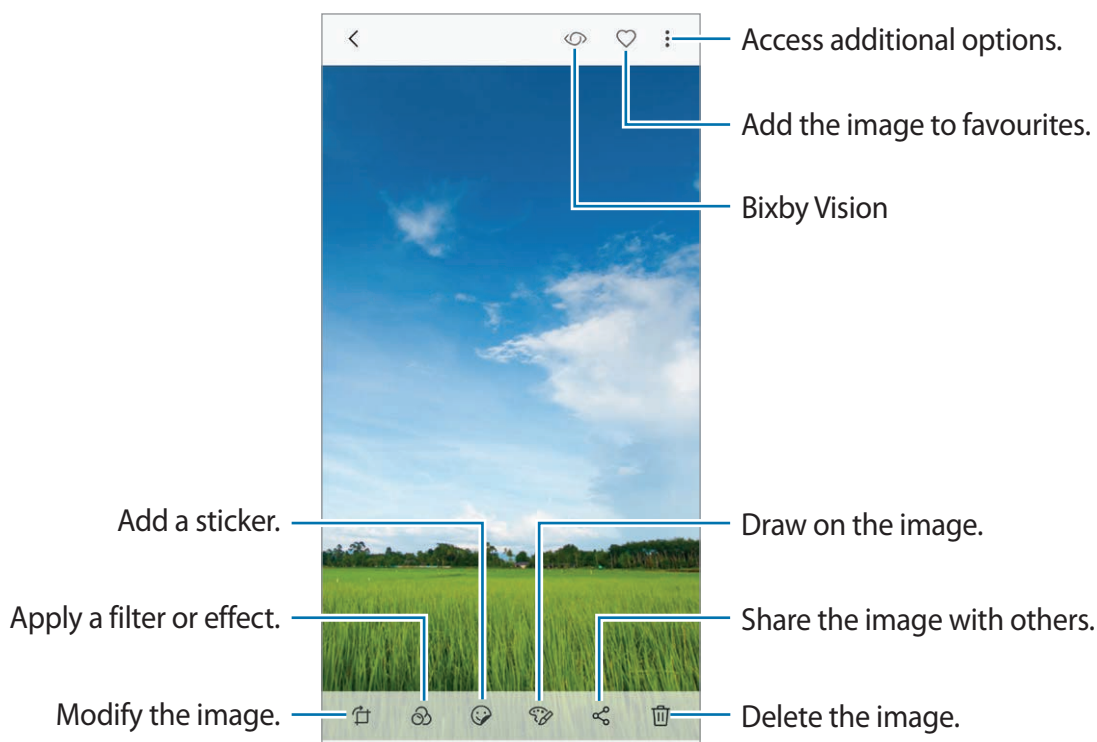 Access additional options.
Add the image to favourites.
Bixby Vision
Add a sticker.
Draw on the image.
Apply a filter or effect.
Share the image with others.
Modify the image.
Delete the image.